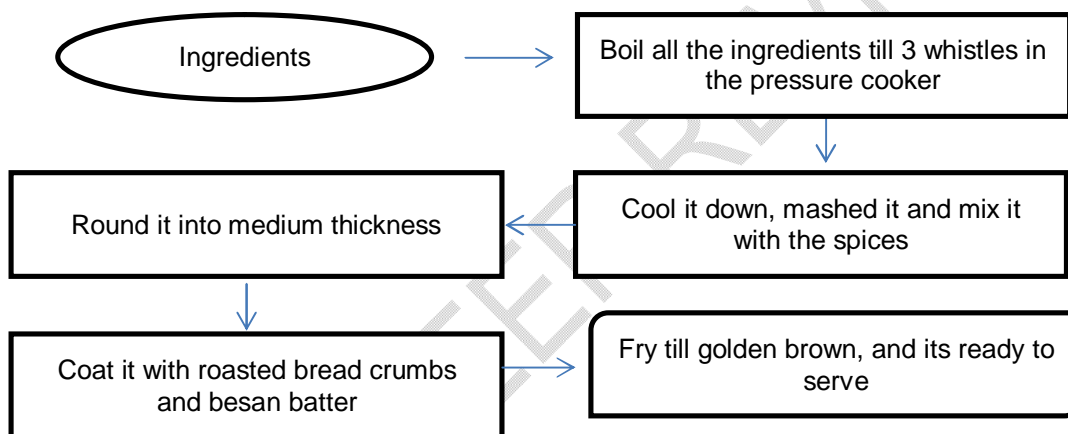 Ingredients
Boil all the ingredients till 3 whistles in
the pressure cooker
Cool it down, mashed it and mix it
with the spices
Round it into medium thickness
Coat it with roasted bread crumbs
and besan batter
Fry till golden brown, and its ready to
serve